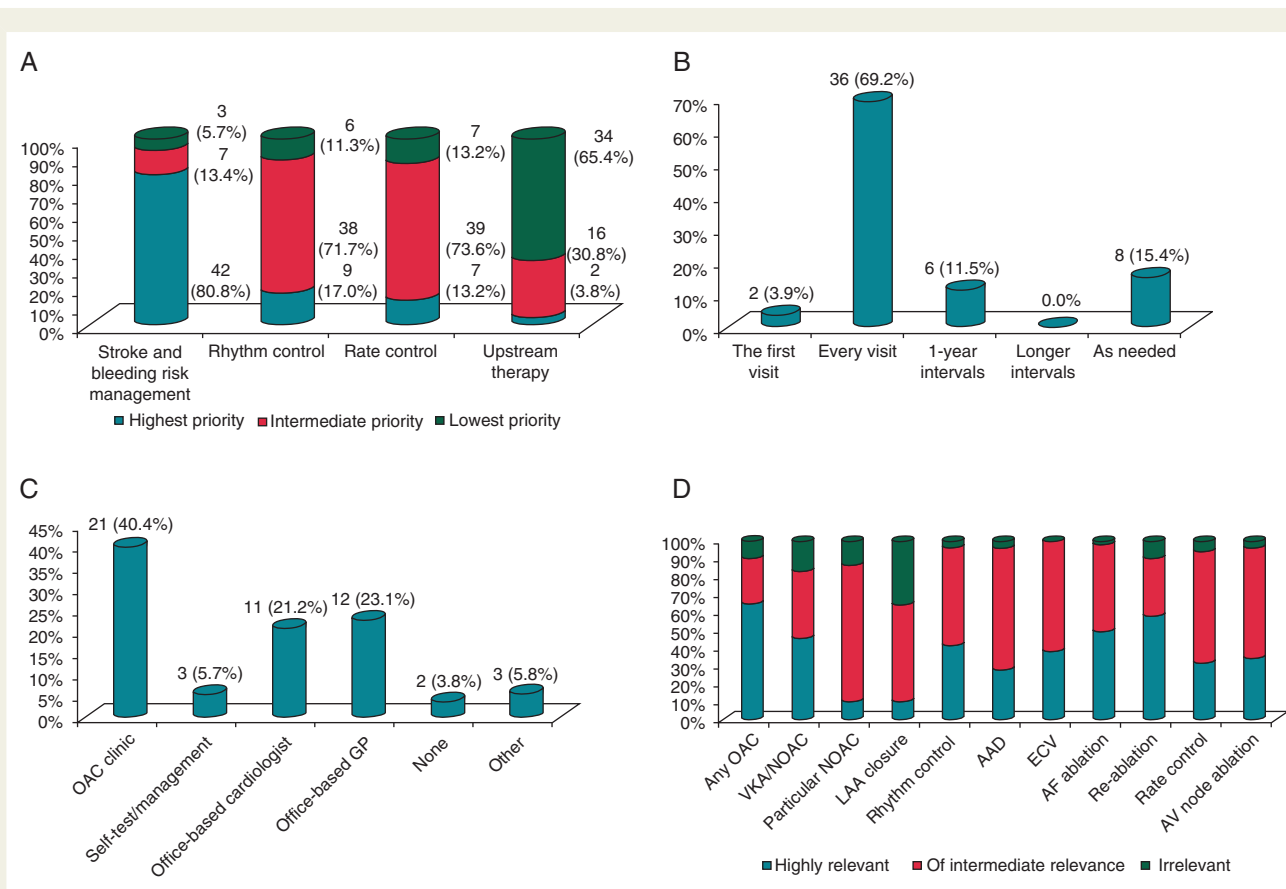 A
3
(5.7%)
7
(13.4%)
42
(80.8%)
6
(11.3%)
38
(71.7%)
9
(17.0%)
7
(13.2%)
39
(73.6%)
7
(13.2%)
34
(65.4%)
16
(30.8%)
2
(3.8%)
100%
90%
80%
70%
60%
50%
40%
30%
20%
10%
0%
Stroke and
bleeding risk
management
Rhythm control
Rate control
Upstream
therapy
Highest priority Intermediate priority Lowest priority
B
70%
60%
50%
40%
30%
20%
10%
0%
2 (3.9%)
36 (69.2%)
6 (11.5%)
0.0%
8 (15.4%)
The first
visit
Every visit
1-year
intervals
Longer
intervals
As needed
C
45%
40%
35%
30%
25%
20%
15%
10%
5%
0%
21 (40.4%)
3 (5.7%)
11 (21.2%)
12 (23.1%)
2 (3.8%)
3 (5.8%)
OAC clinic
Self-test/management
Office-based cardiologist
Office-based GP
None
Other
D
100%
90%
80%
70%
60%
50%
40%
30%
20%
10%
0%
Any OAC
VKA/NOAC
Particular NOAC
LAA closure
Rhythm control
AAD
ECV
AF ablation
Re-ablation
Rate control
AV node ablation
Highly relevant Of intermediate relevance Irrelevant